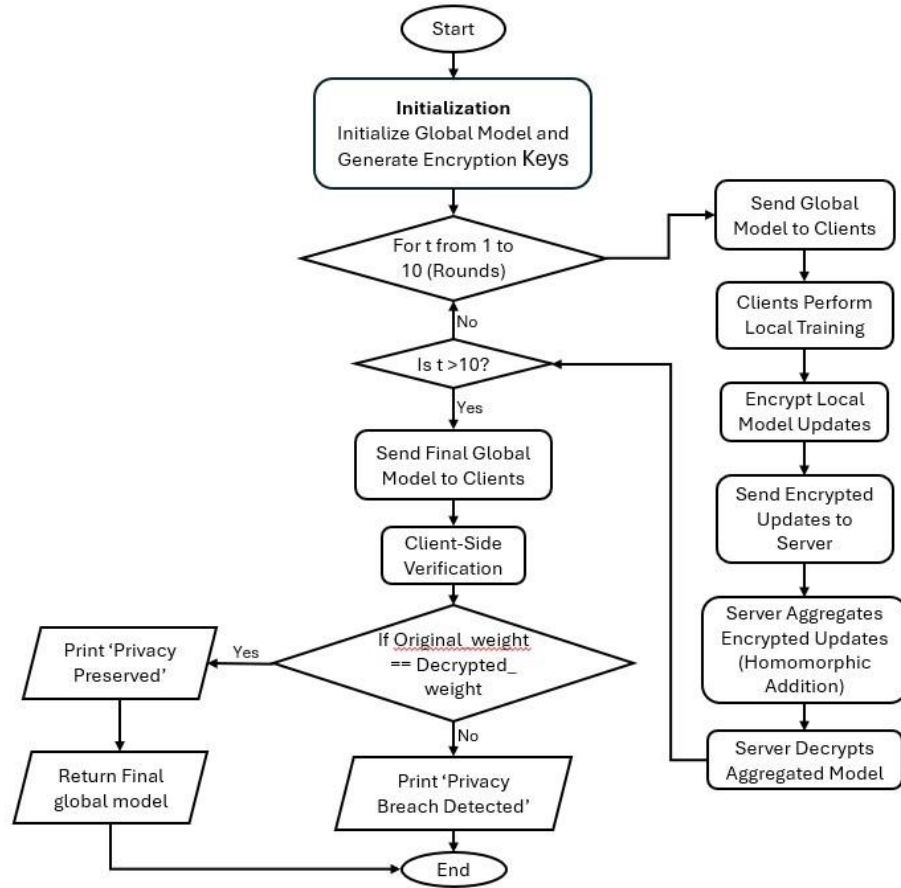 Start
Initialization
Initialize Global Model and
Generate Encryption Keys
For t from 1 to
10 (Rounds)
Send Global
Model to Clients
Clients Perform
Local Training
Encrypt Local
Model Updates
Send Encrypted
Updates to
Server
Server Aggregates
Encrypted Updates
(Homomorphic
Addition)
Server Decrypts
Aggregated Model
No
Is t >10?
Yes
Send Final Global
Model to Clients
Client-Side
Verification
If Original_weight
== Decrypted_
weight
Yes
Print ‘Privacy
Preserved’
Return Final
global model
No
Print ‘Privacy
Breach Detected’
End